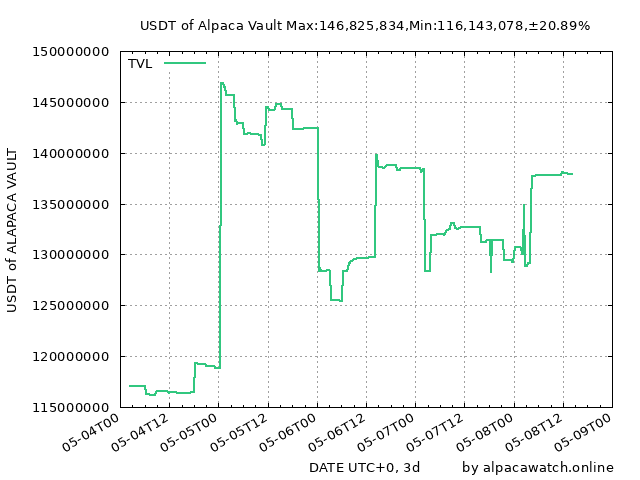 USDT of Alpaca Vault Max:146,825,834,Min:116,143,078,±20.89%
TVL
150000000
145000000
140000000
135000000
130000000
125000000
120000000
115000000
USDT of ALAPACA VAULT
05-04T00
05-04T12
05-05T00
05-05T12
05-06T00
05-06T12
05-07T00
05-07T12
05-08T00
05-08T12
05-09T00
DATE UTC+0, 3d
by alpacawatch.online